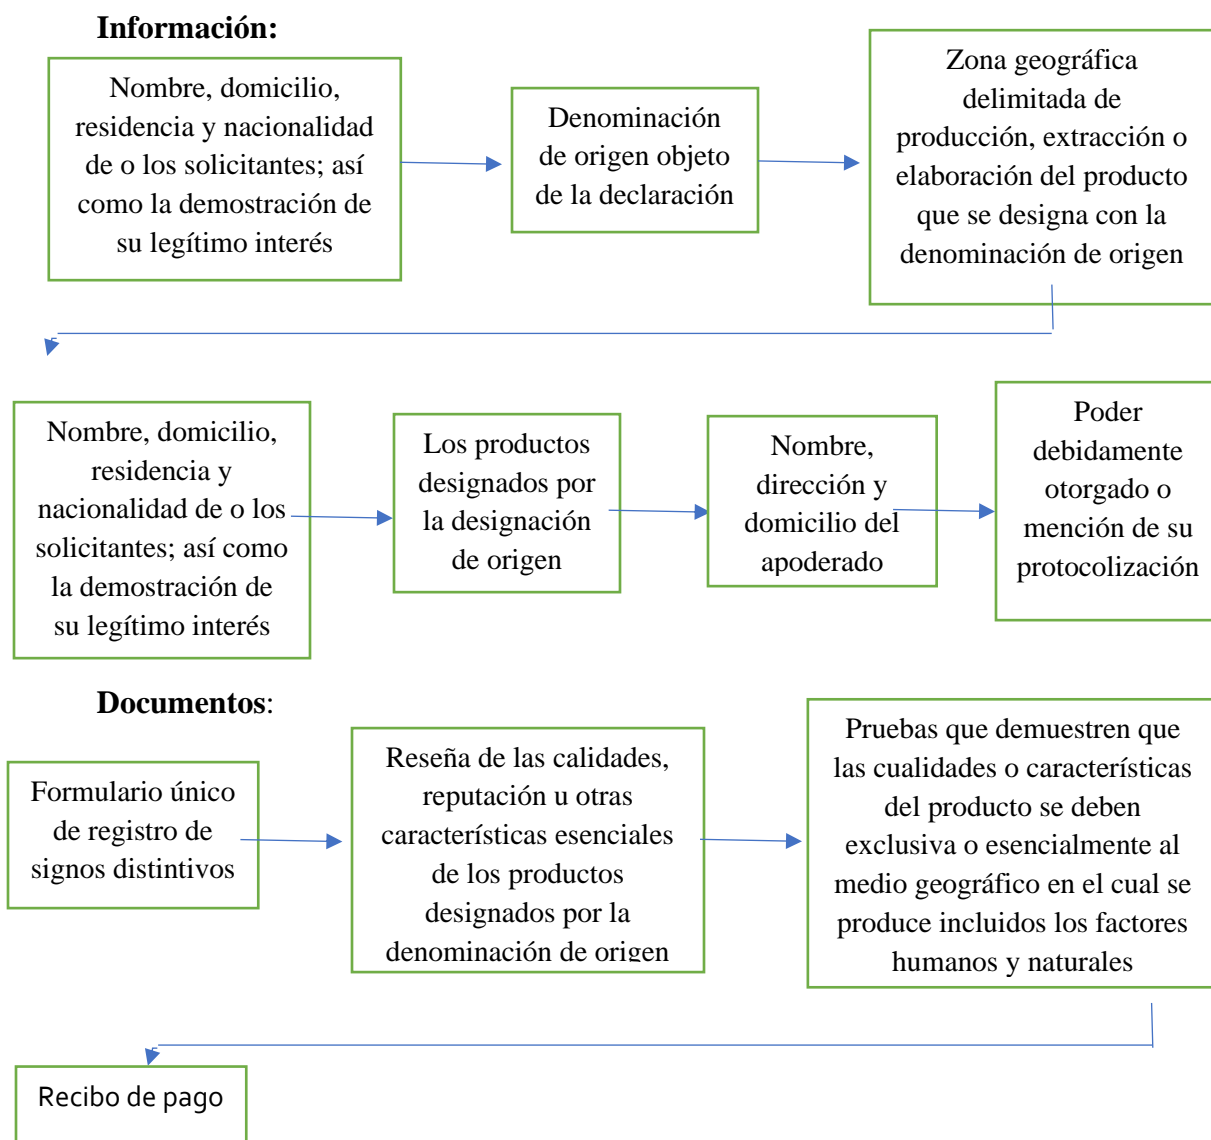 Información:
Nombre, domicilio,
residencia y nacionalidad
de o los solicitantes; así
como la demostración de
su legítimo interés
Denominación
de origen objeto
de la declaración
Zona geográfica
delimitada de
producción, extracción o
elaboración del producto
que se designa con la
denominación de origen
Nombre, domicilio,
residencia y
nacionalidad de o los
solicitantes; así como
la demostración de
su legítimo interés
Los productos
designados por
la designación
de origen
Nombre,
dirección y
domicilio del
apoderado
Poder
debidamente
otorgado o
mención de su
protocolización
Documentos:
Formulario único
de registro de
signos distintivos
Reseña de las calidades,
reputación u otras
características esenciales
de los productos
designados por la
denominación de origen
Pruebas que demuestren que
las cualidades o características
del producto se deben
exclusiva o esencialmente al
medio geográfico en el cual se
produce incluidos los factores
humanos y naturales
Recibo de pago